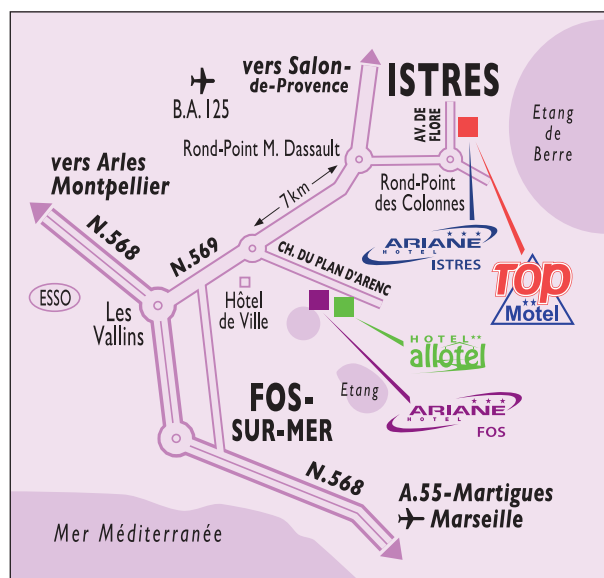 vers Salon-
de-Provence
ISTRES
B.A. 125
AV. DE
FLORE
Etang
de
Berre
Rond-Point M. Dassault
vers Arles
Montpellier
Rond-Point
des Colonnes
7km
N.568
N.569
CH. DU PLAN D'ARENC
ARIANE
HOTEL
ISTRES
TOP
Motel
ESSO
Les
Vallins
Hôtel
de Ville
HOTEL
allotel
FOS-
SUR-MER
Etang
ARIANE
HOTEL
FOS
N.568
A.55-Martigues
Marseille
Mer Méditerranée